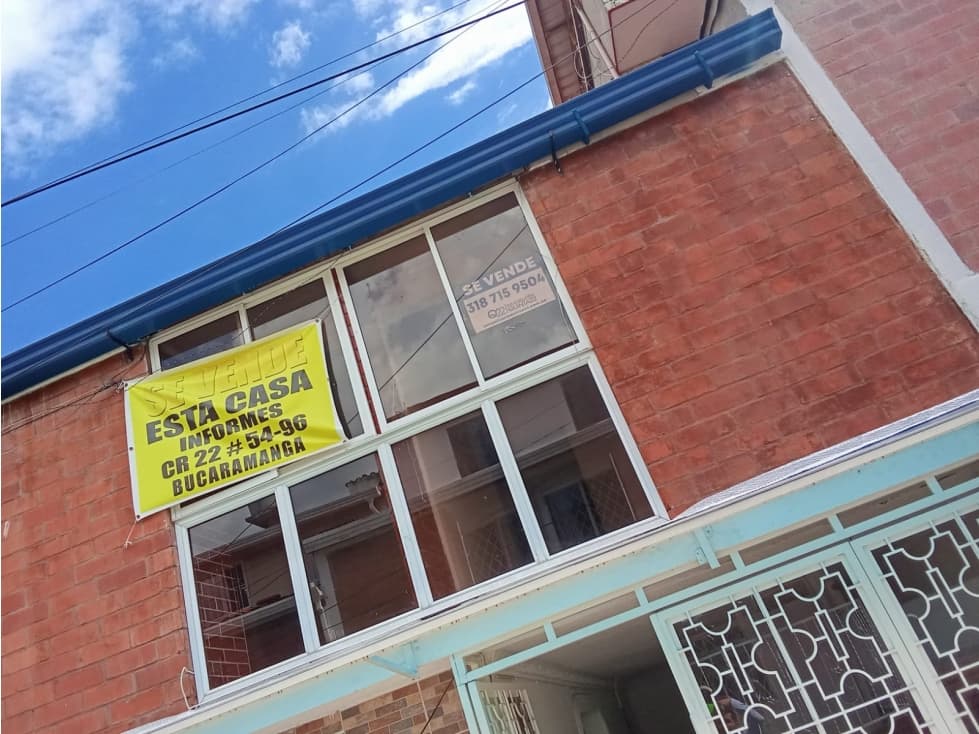 SE VENDE
ESTA CASA
INFORMES
CR 22 # 54-96
BUCARAMANGA
SE VENDE
318 715 9504